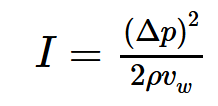 I = (Δp)² / 2ρv_w